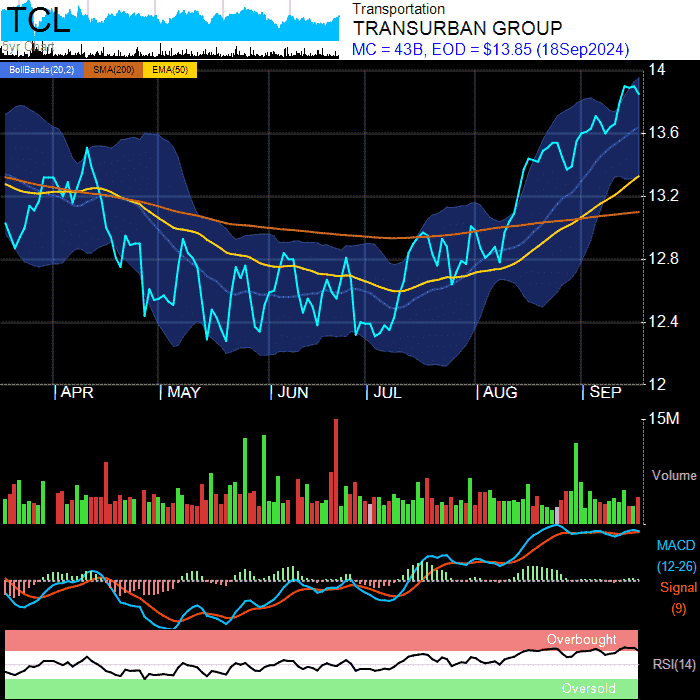 TCL
Transportation
TRANSURBAN GROUP
MC = 43B, EOD = $13.85 (18Sep2024)
BollBands(20,2) SMA(200) EMA(50)
14
13.6
13.2
12.8
12.4
12
APR MAY JUN JUL AUG SEP
15M
Volume
MACD
(12-26)
Signal
(9)
Overbought
RSI(14)
Oversold